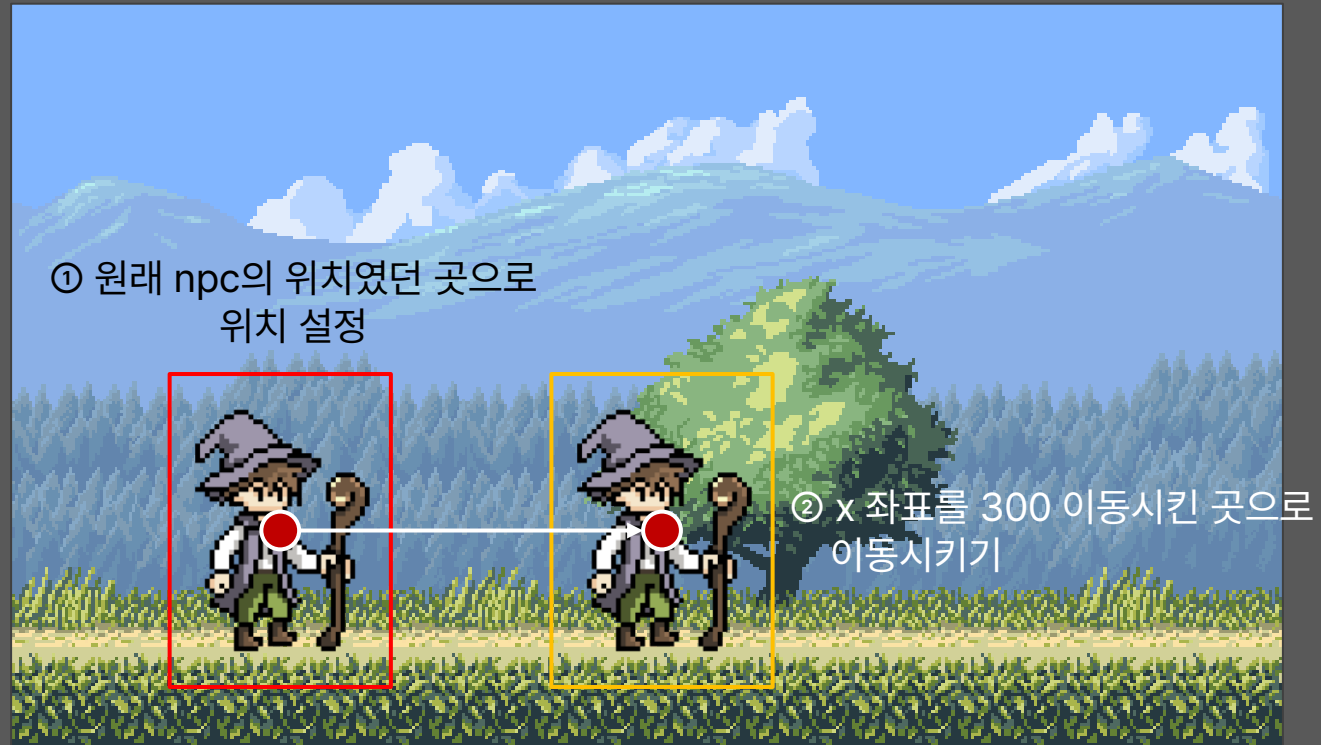 ① 원래 npc의 위치였던 곳으로
위치 설정
② x 좌표를 300 이동시킨 곳으로
이동시키기